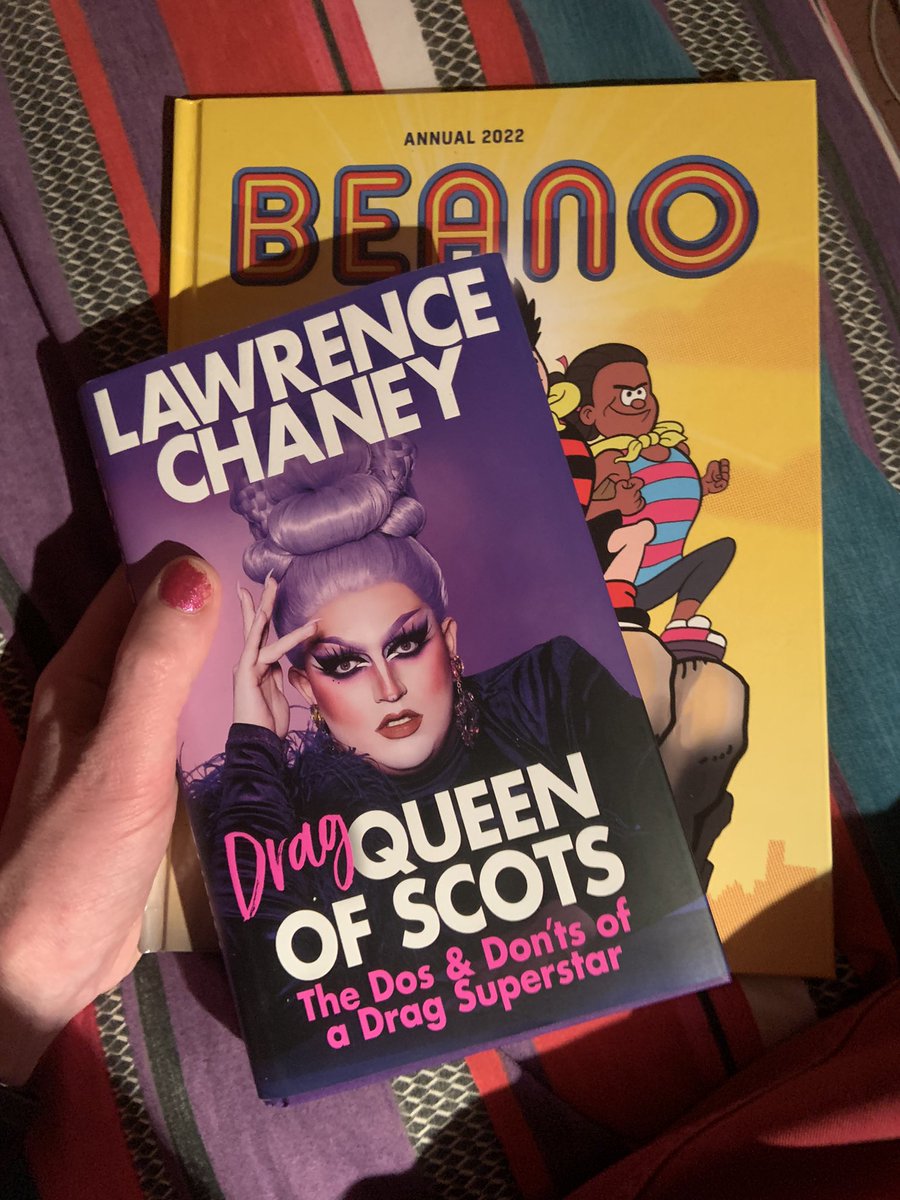 ANNUAL 2022
BEANO
LAWRENCE
CHANEY
Drag QUEEN
OF SCOTS
The Dos & Don'ts of
a Drag Superstar